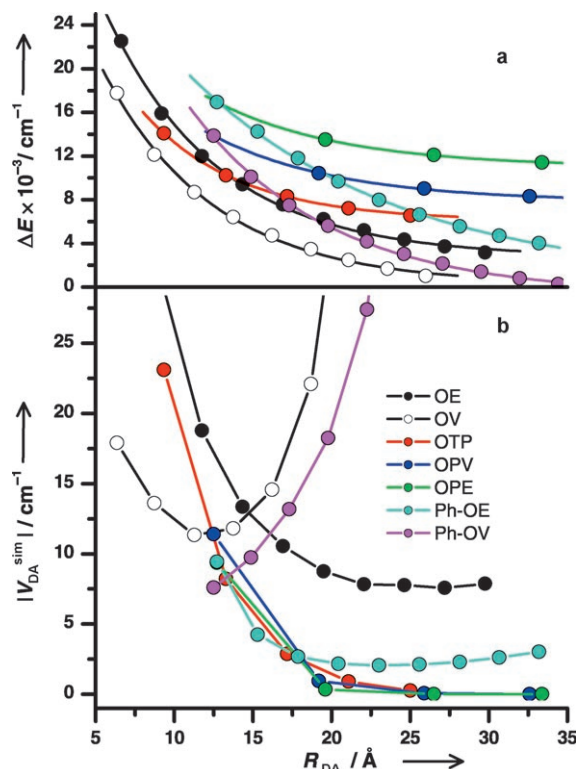 a
24
20
16
12
8
4
0
ΔE × 10⁻³/ cm⁻¹ ⟶
b
25
20
15
10
5
0
|V_DA^sim| / cm⁻¹ ⟶
OE
OV
OTP
OPV
OPE
Ph-OE
Ph-OV
5 10 15 20 25 30 35
R_DA / Å ⟶